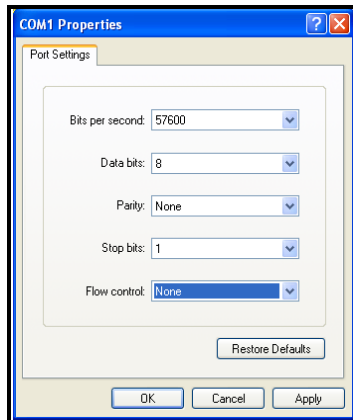 COM1 Properties
Port Settings
Bits per second: 57600
Data bits: 8
Parity: None
Stop bits: 1
Flow control: None
Restore Defaults
OK Cancel Apply